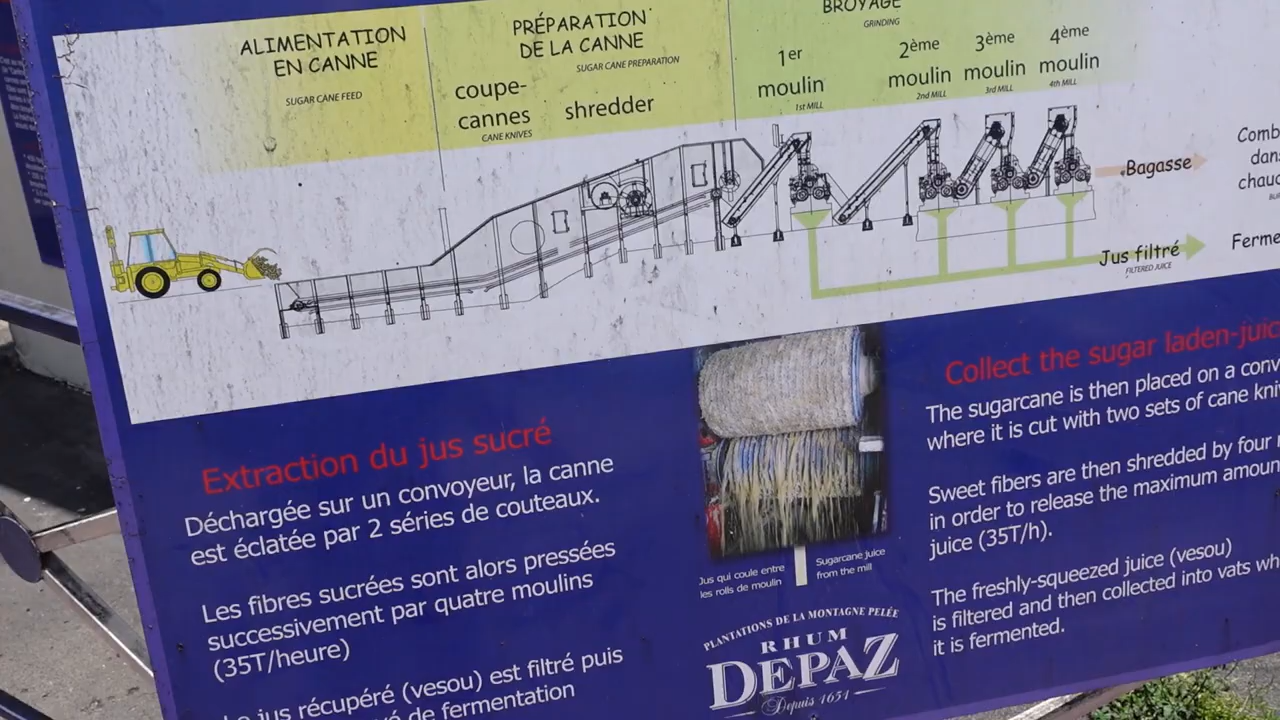 ALIMENTATION
EN CANNE
SUGAR CANE FEED
PRÉPARATION
DE LA CANNE
SUGAR CANE PREPARATION
coupe-
cannes
CANE KNIVES
shredder
BROYAGE
GRINDING
1er
moulin
1st MILL
2ème
moulin
2nd MILL
3ème
moulin
3rd MILL
4ème
moulin
4th MILL
Bagasse
Comb
dans
chau
Jus filtré
FILTERED JUICE
Ferme
Extraction du jus sucré
Déchargée sur un convoyeur, la canne
est éclatée par 2 séries de couteaux.
Les fibres sucrées sont alors pressées
successivement par quatre moulins
(35T/heure)
Le jus récupéré (vesou) est filtré puis
de fermentation
Jus qui coule entre
les rolls de moulin
Sugarcane juice
from the mill
PLANTATIONS DE LA MONTAGNE PELÉE
RHUM
DEPAZ
Depuis 1651
Collect the sugar laden-juic
The sugarcane is then placed on a conv
where it is cut with two sets of cane kni
Sweet fibers are then shredded by four
in order to release the maximum amoun
juice (35T/h).
The freshly-squeezed juice (vesou)
is filtered and then collected into vats wh
it is fermented.